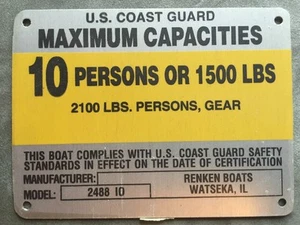 U.S. COAST GUARD
MAXIMUM CAPACITIES
10 PERSONS OR 1500 LBS
2100 LBS. PERSONS, GEAR
THIS BOAT COMPLIES WITH U.S. COAST GUARD SAFETY
STANDARDS IN EFFECT ON THE DATE OF CERTIFICATION
MANUFACTURER: RENKEN BOATS
MODEL: 2488 IO WATSEKA, IL